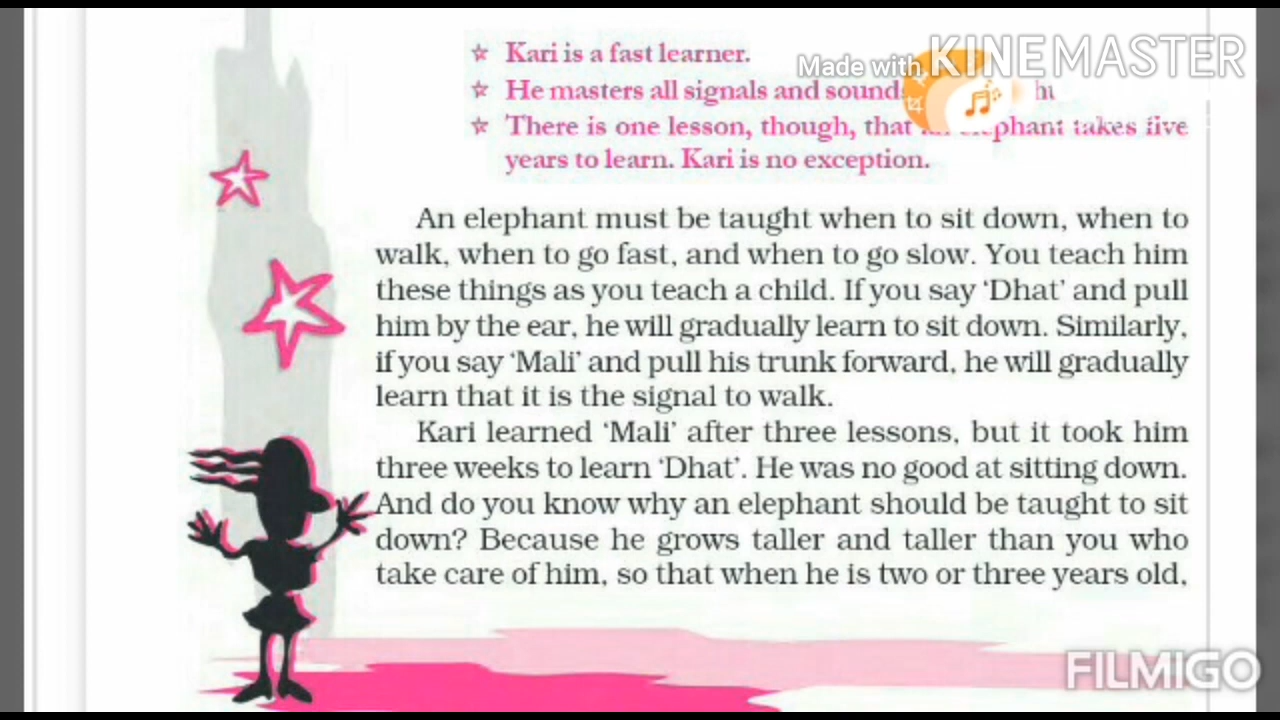 Made with KINEMASTER
☆ Kari is a fast learner.
☆ He masters all signals and sounds
☆ There is one lesson, though, that an elephant takes five
years to learn. Kari is no exception.
An elephant must be taught when to sit down, when to
walk, when to go fast, and when to go slow. You teach him
these things as you teach a child. If you say ‘Dhat’ and pull
him by the ear, he will gradually learn to sit down. Similarly,
if you say ‘Mali’ and pull his trunk forward, he will gradually
learn that it is the signal to walk.
Kari learned ‘Mali’ after three lessons, but it took him
three weeks to learn ‘Dhat’. He was no good at sitting down.
And do you know why an elephant should be taught to sit
down? Because he grows taller and taller than you who
take care of him, so that when he is two or three years old,
FILMIGO